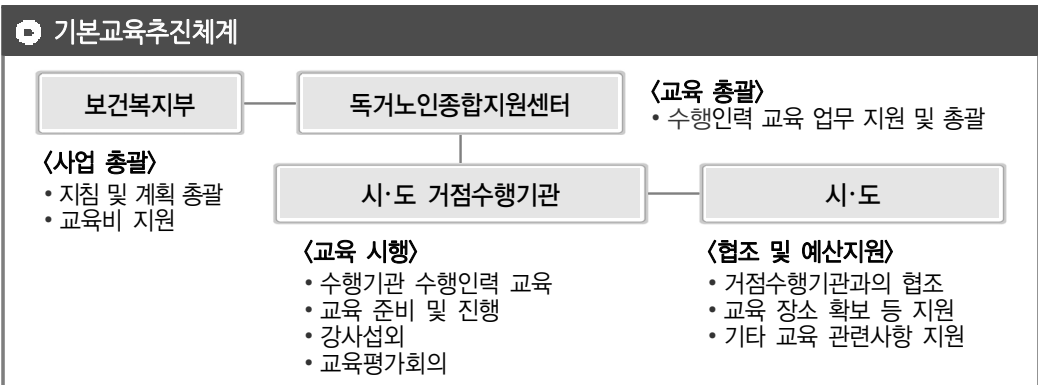 기본교육추진체계
보건복지부
독거노인종합지원센터
〈교육 총괄〉
• 수행인력 교육 업무 지원 및 총괄
〈사업 총괄〉
• 지침 및 계획 총괄
• 교육비 지원
시·도 거점수행기관
시·도
〈교육 시행〉
• 수행기관 수행인력 교육
• 교육 준비 및 진행
• 강사섭외
• 교육평가회의
〈협조 및 예산지원〉
• 거점수행기관과의 협조
• 교육 장소 확보 등 지원
• 기타 교육 관련사항 지원